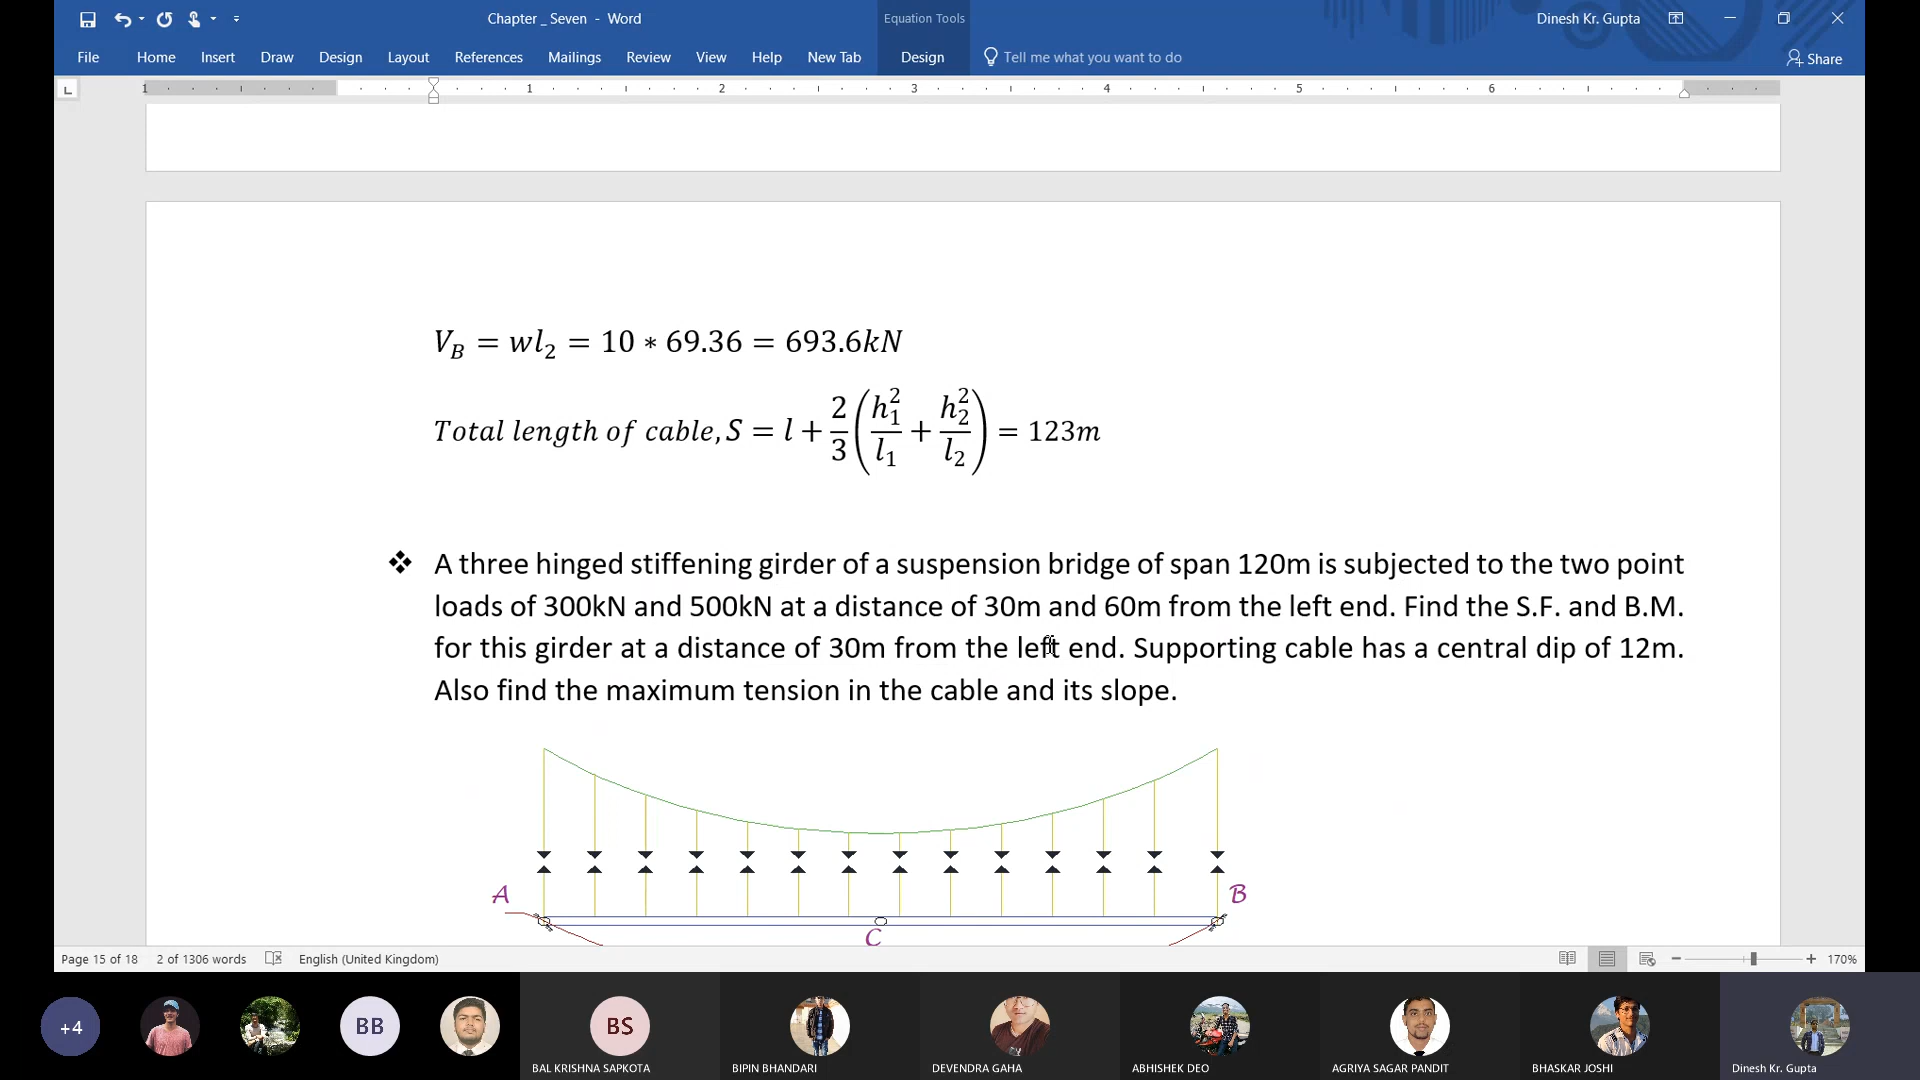 Chapter _ Seven - Word
Equation Tools
Dinesh Kr. Gupta
File Home Insert Draw Design Layout References Mailings Review View Help New Tab Design Tell me what you want to do Share
1 1 2 3 4 5 6
V_B = wl_2 = 10 * 69.36 = 693.6kN
Total length of cable, S = l + 2/3 (h_1^2/l_1 + h_2^2/l_2) = 123m
❖ A three hinged stiffening girder of a suspension bridge of span 120m is subjected to the two point
loads of 300kN and 500kN at a distance of 30m and 60m from the left end. Find the S.F. and B.M.
for this girder at a distance of 30m from the left end. Supporting cable has a central dip of 12m.
Also find the maximum tension in the cable and its slope.
A B
C
Page 15 of 18 2 of 1306 words English (United Kingdom) 170%
+4 BB BS
BAL KRISHNA SAPKOTA BIPIN BHANDARI DEVENDRA GAHA ABHISHEK DEO AGRIYA SAGAR PANDIT BHASKAR JOSHI Dinesh Kr. Gupta